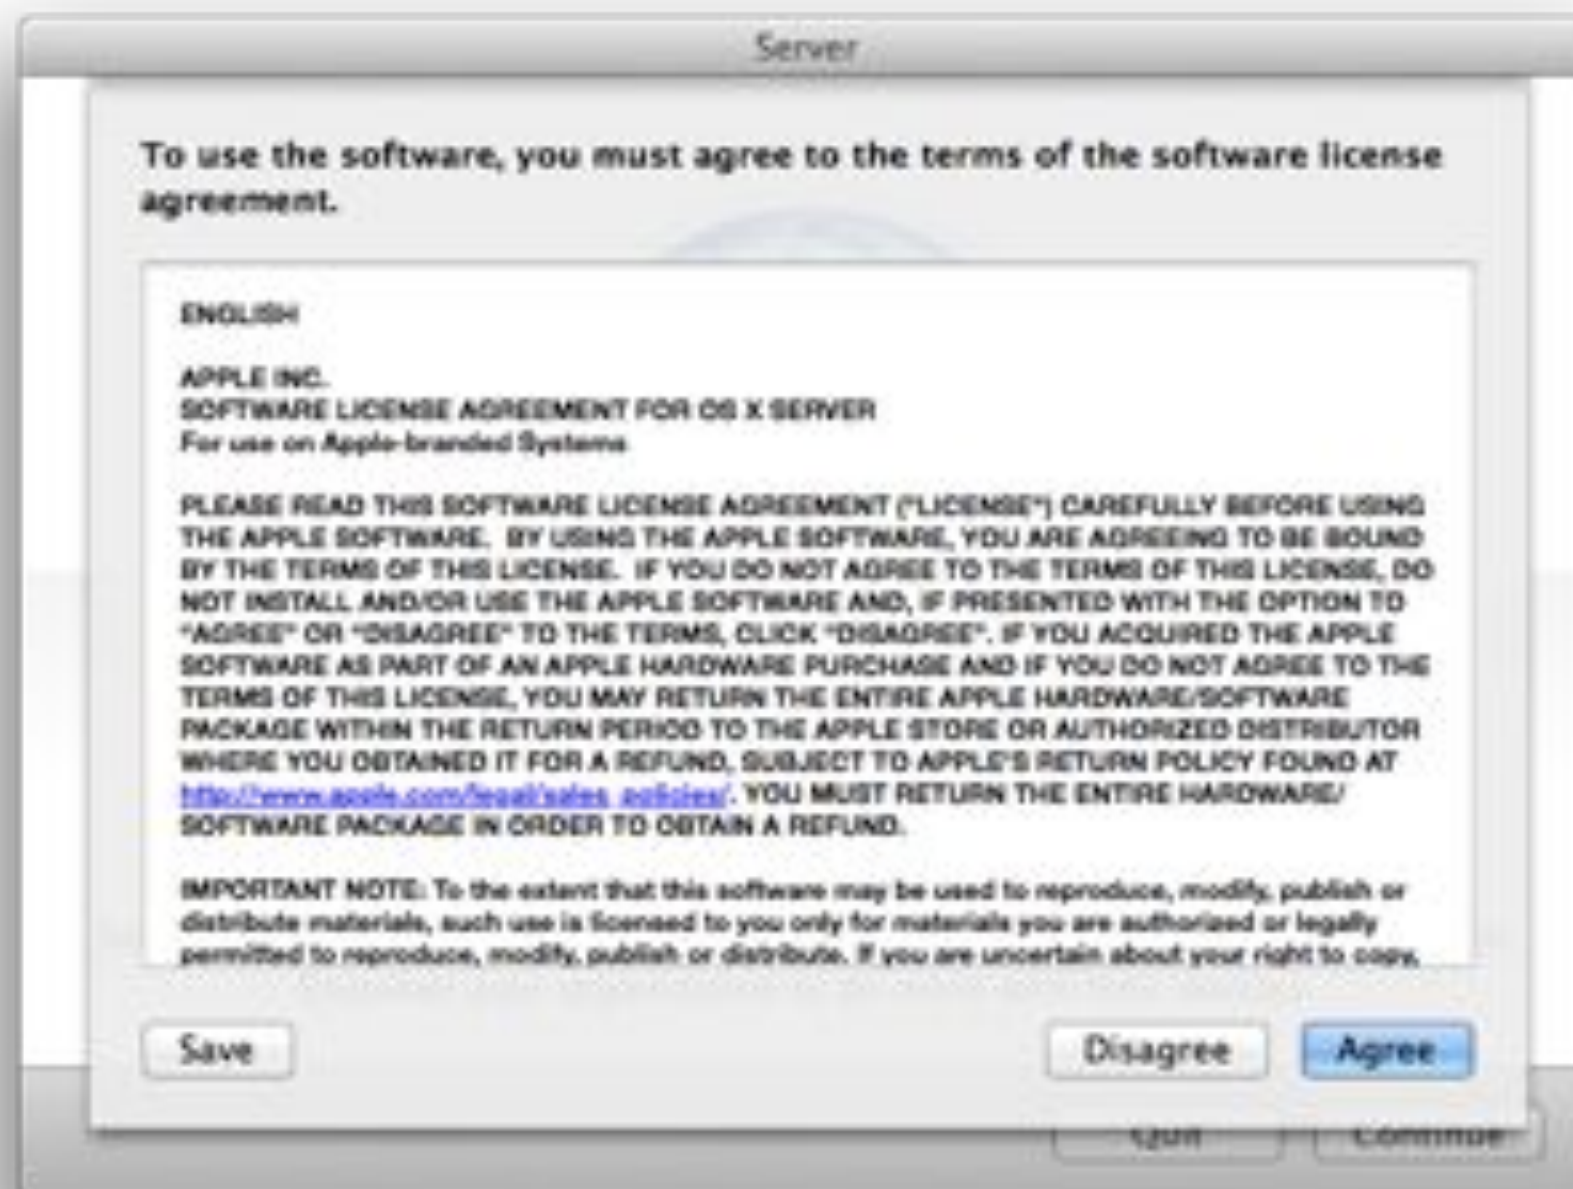 Server
To use the software, you must agree to the terms of the software license
agreement.
ENGLISH
APPLE INC.
SOFTWARE LICENSE AGREEMENT FOR OS X SERVER
For use on Apple-branded Systems
PLEASE READ THIS SOFTWARE LICENSE AGREEMENT ("LICENSE") CAREFULLY BEFORE USING
THE APPLE SOFTWARE.  BY USING THE APPLE SOFTWARE, YOU ARE AGREEING TO BE BOUND
BY THE TERMS OF THIS LICENSE.  IF YOU DO NOT AGREE TO THE TERMS OF THIS LICENSE, DO
NOT INSTALL AND/OR USE THE APPLE SOFTWARE AND, IF PRESENTED WITH THE OPTION TO
“AGREE” OR “DISAGREE” TO THE TERMS, CLICK “DISAGREE”. IF YOU ACQUIRED THE APPLE
SOFTWARE AS PART OF AN APPLE HARDWARE PURCHASE AND IF YOU DO NOT AGREE TO THE
TERMS OF THIS LICENSE, YOU MAY RETURN THE ENTIRE APPLE HARDWARE/SOFTWARE
PACKAGE WITHIN THE RETURN PERIOD TO THE APPLE STORE OR AUTHORIZED DISTRIBUTOR
WHERE YOU OBTAINED IT FOR A REFUND, SUBJECT TO APPLE'S RETURN POLICY FOUND AT
http://www.apple.com/legal/sales_policies/. YOU MUST RETURN THE ENTIRE HARDWARE/
SOFTWARE PACKAGE IN ORDER TO OBTAIN A REFUND.
IMPORTANT NOTE: To the extent that this software may be used to reproduce, modify, publish or
distribute materials, such use is licensed to you only for materials you are authorized or legally
permitted to reproduce, modify, publish or distribute. If you are uncertain about your right to copy,
Save Disagree Agree
Quit Continue